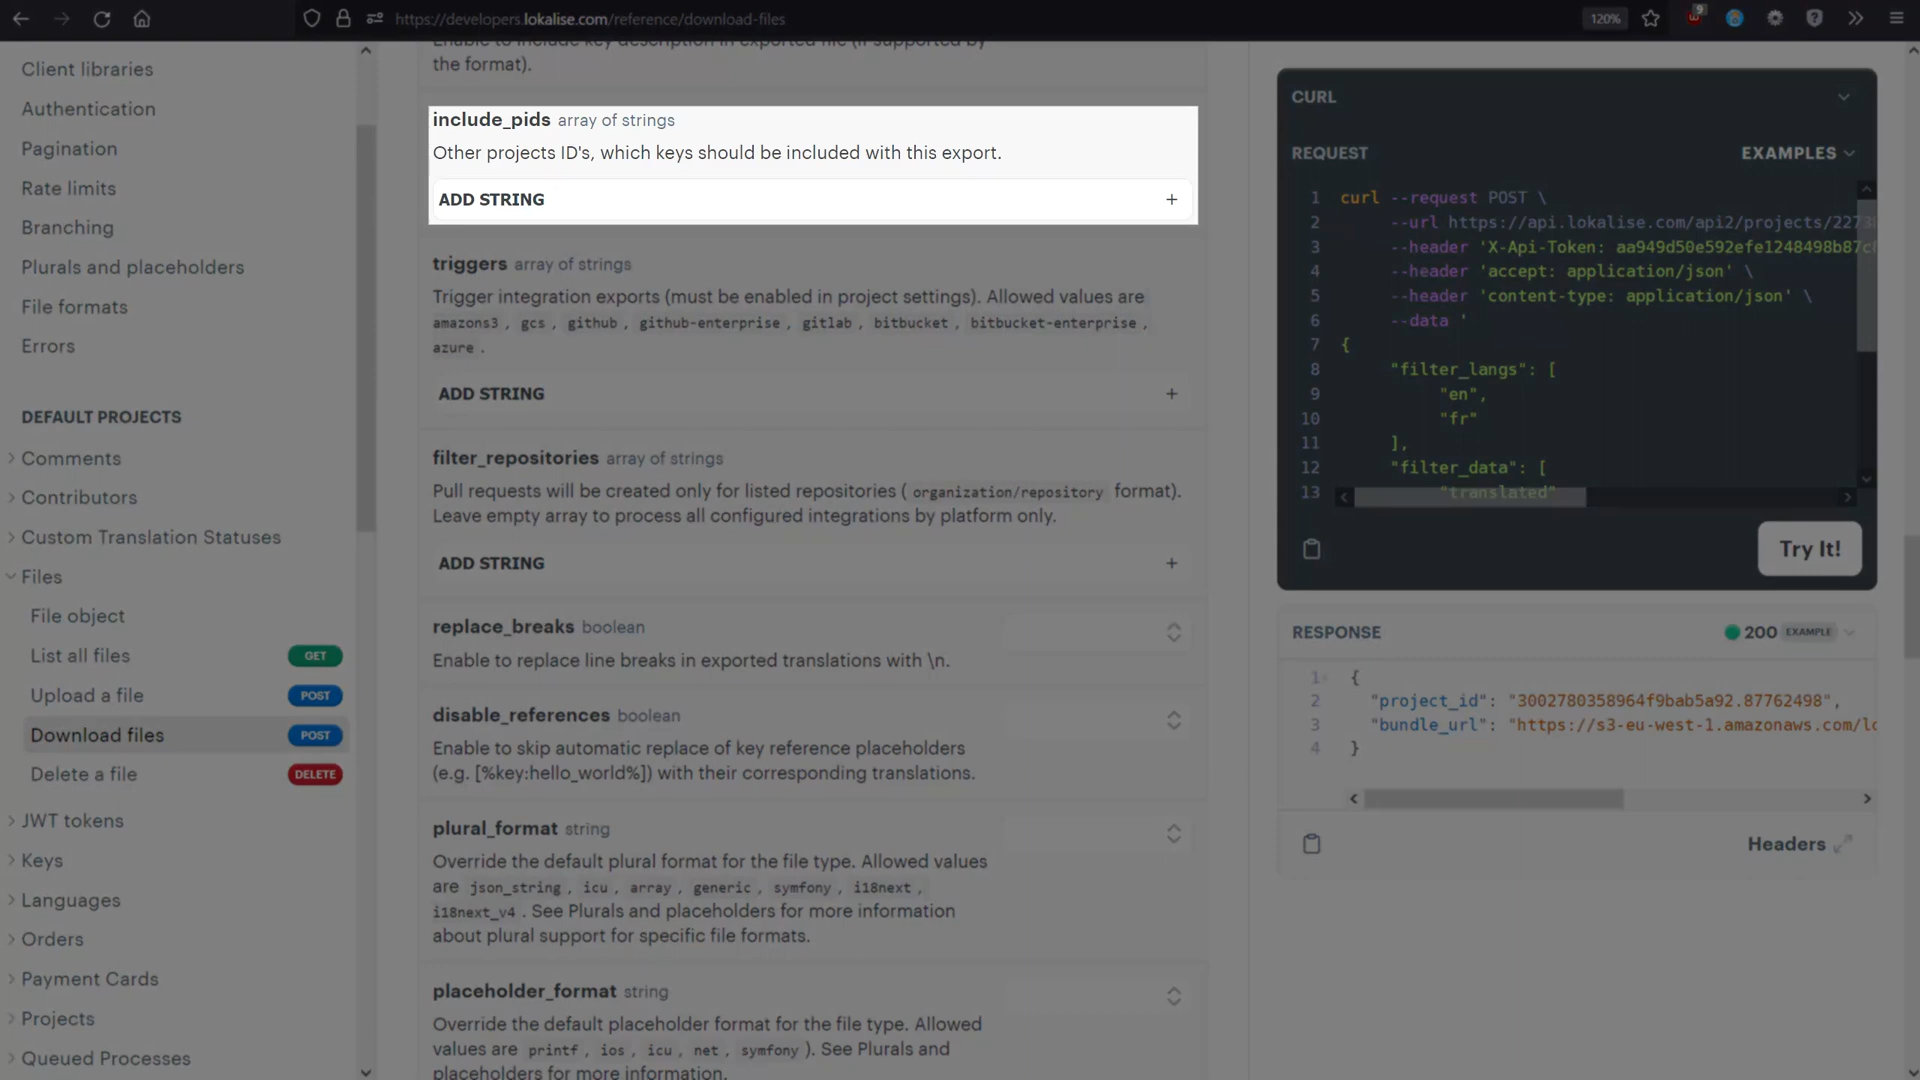 https://developers.lokalise.com/reference/download-files
120%
9
Client libraries
Authentication
Pagination
Rate limits
Branching
Plurals and placeholders
File formats
Errors
DEFAULT PROJECTS
Comments
Contributors
Custom Translation Statuses
Files
File object
List all files GET
Upload a file POST
Download files POST
Delete a file DELETE
JWT tokens
Keys
Languages
Orders
Payment Cards
Projects
Queued Processes
Enable to include key description in exported file (if supported by
the format).
include_pids array of strings
Other projects ID's, which keys should be included with this export.
ADD STRING +
triggers array of strings
Trigger integration exports (must be enabled in project settings). Allowed values are
amazons3 , gcs , github , github-enterprise , gitlab , bitbucket , bitbucket-enterprise ,
azure .
ADD STRING +
filter_repositories array of strings
Pull requests will be created only for listed repositories ( organization/repository format).
Leave empty array to process all configured integrations by platform only.
ADD STRING +
replace_breaks boolean
Enable to replace line breaks in exported translations with \n.
disable_references boolean
Enable to skip automatic replace of key reference placeholders
(e.g. [%key:hello_world%]) with their corresponding translations.
plural_format string
Override the default plural format for the file type. Allowed values
are json_string , icu , array , generic , symfony , i18next ,
i18next_v4 . See Plurals and placeholders for more information
about plural support for specific file formats.
placeholder_format string
Override the default placeholder format for the file type. Allowed
values are printf , ios , icu , net , symfony ). See Plurals and
placeholders for more information.
CURL
REQUEST EXAMPLES
1 curl --request POST \
2 --url https://api.lokalise.com/api2/projects/2273
3 --header 'X-Api-Token: aa949d50e592efe1248498b87c
4 --header 'accept: application/json' \
5 --header 'content-type: application/json' \
6 --data '
7 {
8 "filter_langs": [
9 "en",
10 "fr"
11 ],
12 "filter_data": [
13 "translated"
Try It!
RESPONSE 200 EXAMPLE
1 {
2 "project_id": "3002780358964f9bab5a92.87762498",
3 "bundle_url": "https://s3-eu-west-1.amazonaws.com/lo
4 }
Headers